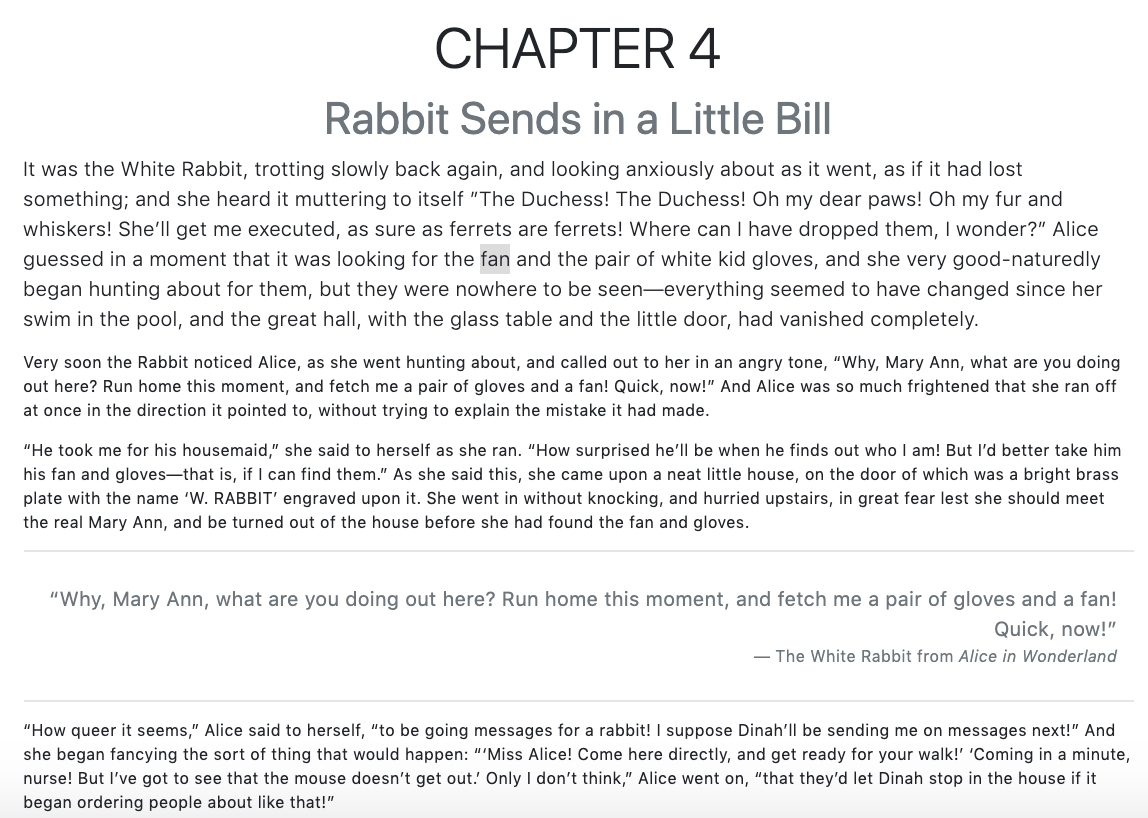 CHAPTER 4
Rabbit Sends in a Little Bill
It was the White Rabbit, trotting slowly back again, and looking anxiously about as it went, as if it had lost
something; and she heard it muttering to itself “The Duchess! The Duchess! Oh my dear paws! Oh my fur and
whiskers! She’ll get me executed, as sure as ferrets are ferrets! Where can I have dropped them, I wonder?” Alice
guessed in a moment that it was looking for the fan and the pair of white kid gloves, and she very good-naturedly
began hunting about for them, but they were nowhere to be seen—everything seemed to have changed since her
swim in the pool, and the great hall, with the glass table and the little door, had vanished completely.
Very soon the Rabbit noticed Alice, as she went hunting about, and called out to her in an angry tone, “Why, Mary Ann, what are you doing
out here? Run home this moment, and fetch me a pair of gloves and a fan! Quick, now!” And Alice was so much frightened that she ran off
at once in the direction it pointed to, without trying to explain the mistake it had made.
“He took me for his housemaid,” she said to herself as she ran. “How surprised he’ll be when he finds out who I am! But I’d better take him
his fan and gloves—that is, if I can find them.” As she said this, she came upon a neat little house, on the door of which was a bright brass
plate with the name ‘W. RABBIT’ engraved upon it. She went in without knocking, and hurried upstairs, in great fear lest she should meet
the real Mary Ann, and be turned out of the house before she had found the fan and gloves.
“Why, Mary Ann, what are you doing out here? Run home this moment, and fetch me a pair of gloves and a fan!
Quick, now!”
— The White Rabbit from Alice in Wonderland
“How queer it seems,” Alice said to herself, “to be going messages for a rabbit! I suppose Dinah’ll be sending me on messages next!” And
she began fancying the sort of thing that would happen: “‘Miss Alice! Come here directly, and get ready for your walk!’ ‘Coming in a minute,
nurse! But I’ve got to see that the mouse doesn’t get out.’ Only I don’t think,” Alice went on, “that they’d let Dinah stop in the house if it
began ordering people about like that!”